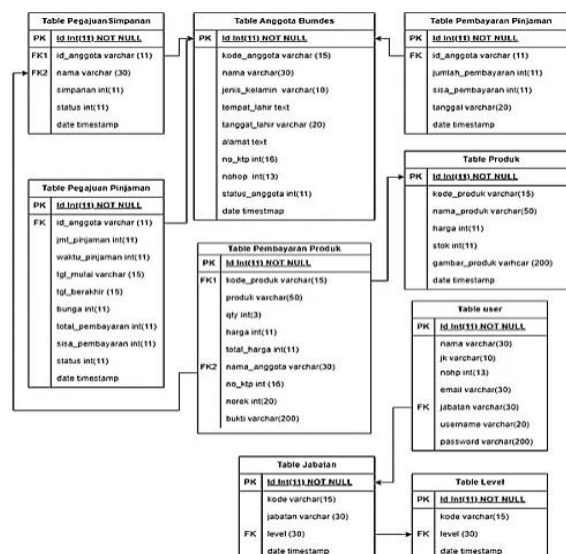 Table PegajuanSimpanan
PK Id Int(11) NOT NULL
FK1 id_anggota varchar (11)
FK2 nama varchar (30)
simpanan int(11)
status int(11)
date timestamp
Table Anggota Bumdes
PK Id Int(11) NOT NULL
kode_anggota varchar (15)
nama varchar(30)
jenis_kelamin varchar(10)
tempat_lahir text
tanggal_lahir varchar (20)
alamat text
no_ktp int(16)
nohop int(13)
status_anggota int(11)
date timestmap
Table Pembayaran Pinjaman
PK Id Int(11) NOT NULL
FK id_anggota varchar (11)
jumlah_pembayaran int(11)
sisa_pembayaran int(11)
tanggal varchar(20)
date timestamp
Table Pegajuan Pinjaman
PK Id Int(11) NOT NULL
FK id_anggota varchar (11)
jml_pinjaman int(11)
waktu_pinjaman int(11)
tgl_mulai varchar (15)
tgl_berakhir (15)
bunga int(11)
total_pembayaran int(11)
sisa_pembayaran int(11)
status int(11)
date timestamp
Table Produk
PK Id Int(11) NOT NULL
kode_produk varchar(15)
nama_produk varchar(50)
harga int(11)
stok int(11)
gambar_produk varhcar (200)
date timestamp
Table Pembayaran Produk
PK Id Int(11) NOT NULL
FK1 kode_produk varchar(15)
produk varchar(50)
qty int(3)
harga int(11)
total_harga int(11)
FK2 nama_anggota varchar(30)
no_ktp int (16)
norek int(20)
bukti varchar(200)
Table user
PK Id Int(11) NOT NULL
nama varchar(30)
jk varchar(10)
nohp int(13)
email varchar(30)
FK jabatan varchar(30)
username varchar(20)
password varchar(200)
Table Jabatan
PK Id Int(11) NOT NULL
kode varchar(15)
jabatan varchar (30)
FK level (30)
date timestamp
Table Level
PK Id Int(11) NOT NULL
kode varchar(15)
FK level (30)
date timestamp